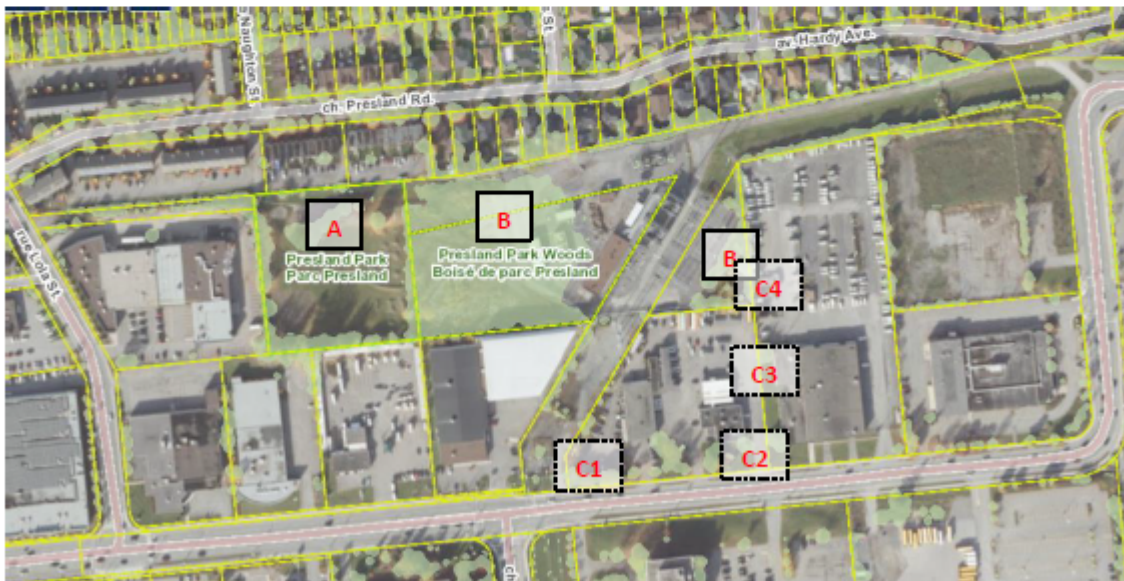 Naughton St.
St
av. Hardy Ave.
ch. Presland Rd.
A
B
Presland Park
Parc Presland
Presland Park Woods
Boisé de parc Presland
B
C4
rue Lola St
C3
C1
C2
ch